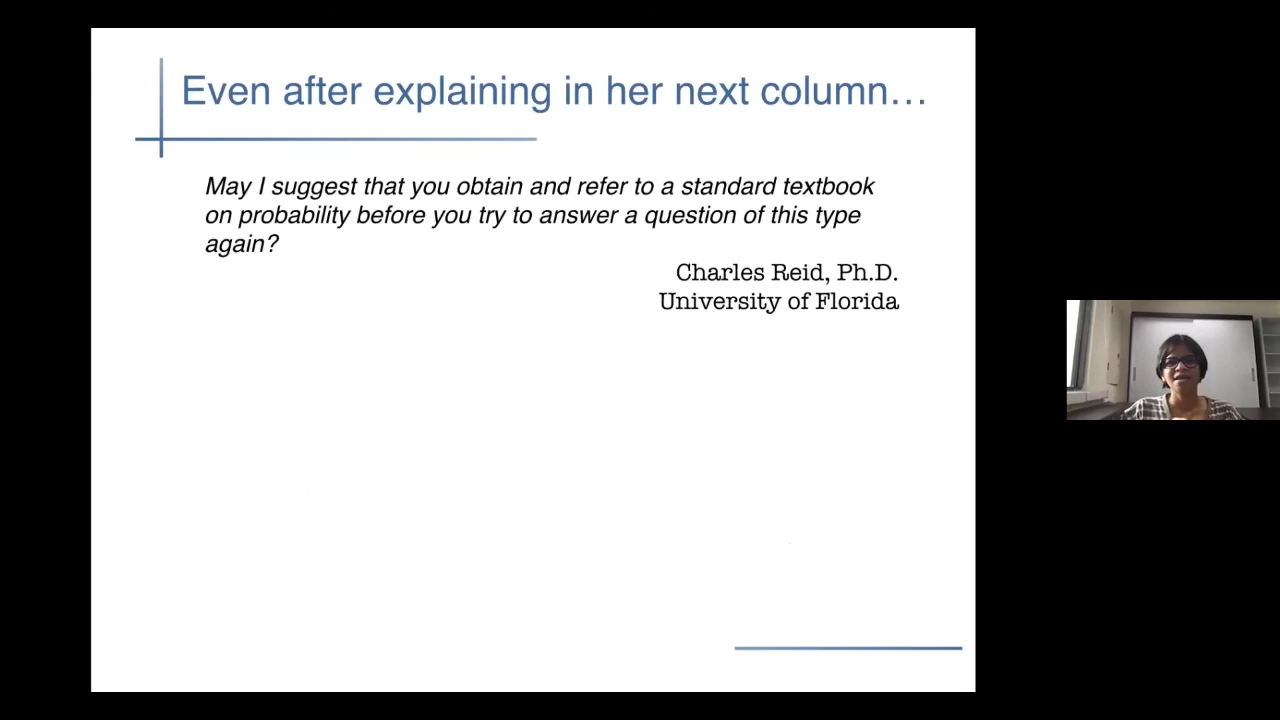 Even after explaining in her next column…
May I suggest that you obtain and refer to a standard textbook
on probability before you try to answer a question of this type
again?
Charles Reid, Ph.D.
University of Florida